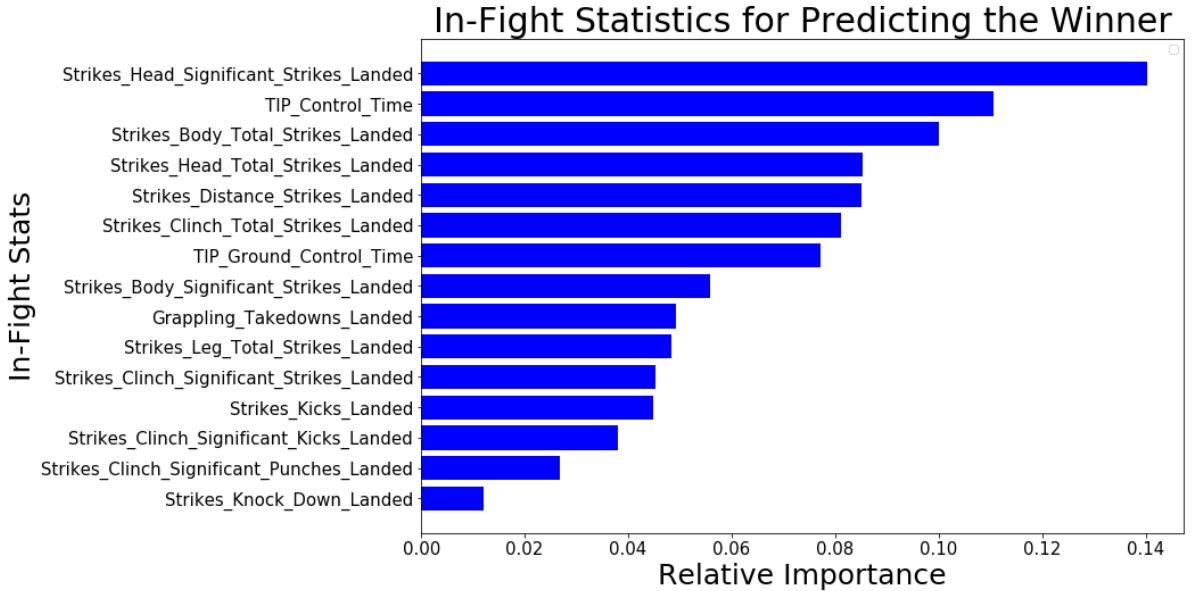 In-Fight Statistics for Predicting the Winner
Strikes_Head_Significant_Strikes_Landed
TIP_Control_Time
Strikes_Body_Total_Strikes_Landed
Strikes_Head_Total_Strikes_Landed
Strikes_Distance_Strikes_Landed
Strikes_Clinch_Total_Strikes_Landed
TIP_Ground_Control_Time
Strikes_Body_Significant_Strikes_Landed
Grappling_Takedowns_Landed
Strikes_Leg_Total_Strikes_Landed
Strikes_Clinch_Significant_Strikes_Landed
Strikes_Kicks_Landed
Strikes_Clinch_Significant_Kicks_Landed
Strikes_Clinch_Significant_Punches_Landed
Strikes_Knock_Down_Landed
In-Fight Stats
0.00 0.02 0.04 0.06 0.08 0.10 0.12 0.14
Relative Importance